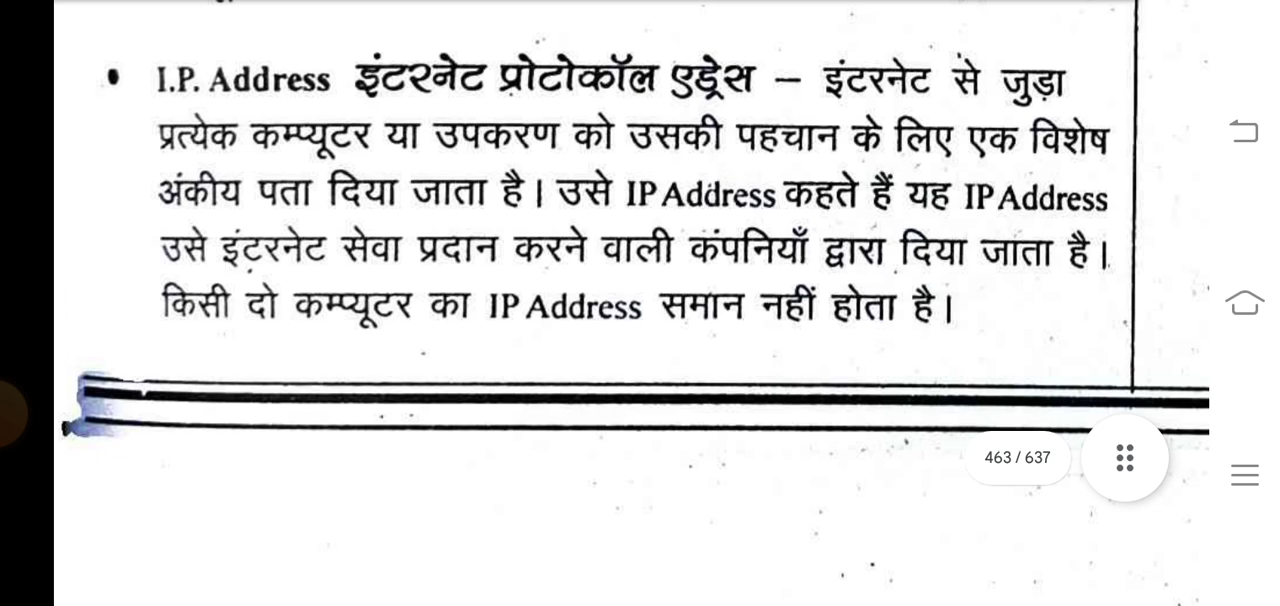 • I.P. Address इंटरनेट प्रोटोकॉल एड्रेस – इंटरनेट से जुड़ा
प्रत्येक कम्प्यूटर या उपकरण को उसकी पहचान के लिए एक विशेष
अंकीय पता दिया जाता है। उसे IP Address कहते हैं यह IP Address
उसे इंटरनेट सेवा प्रदान करने वाली कंपनियाँ द्वारा दिया जाता है।
किसी दो कम्प्यूटर का IP Address समान नहीं होता है।
463 / 637